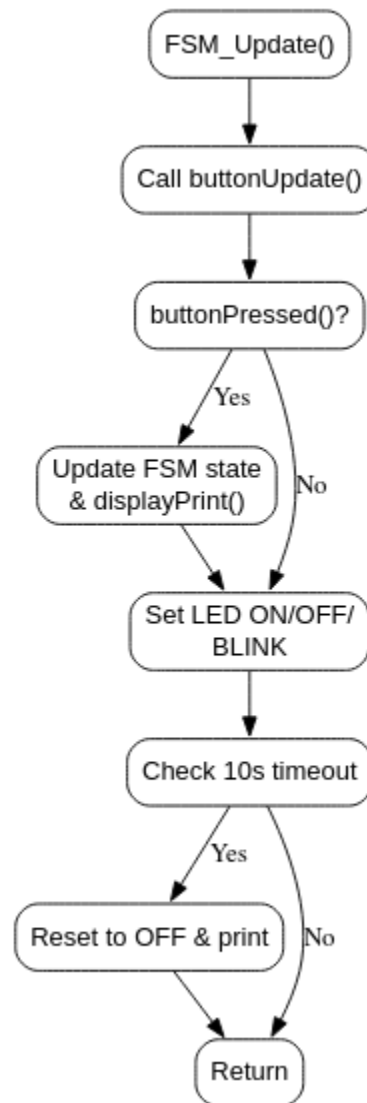 FSM_Update()
Call buttonUpdate()
buttonPressed()?
Yes
Update FSM state
& displayPrint()
No
Set LED ON/OFF/
BLINK
Check 10s timeout
Yes
Reset to OFF & print
No
Return